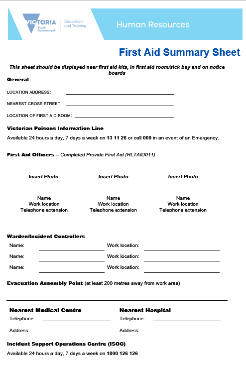 VICTORIA
State Government
Education and Training
Human Resources
First Aid Summary Sheet
This sheet should be displayed near first aid kits, in first aid room/sick bay and on notice
boards
General
LOCATION ADDRESS:
NEAREST CROSS STREET:
LOCATION OF FIRST AID ROOM:
Victorian Poisons Information Line
Available 24 hours a day, 7 days a week on 13 11 26 or call 000 in an event of an Emergency.
First Aid Officers – Completed Provide First Aid (HLTAID011)
Insert Photo Insert Photo Insert Photo
Name Name Name
Work location Work location Work location
Telephone extension Telephone extension Telephone extension
Warden/Incident Controllers
Name: Work location:
Name: Work location:
Name: Work location:
Evacuation Assembly Point (at least 200 metres away from work area)
Nearest Medical Centre Nearest Hospital
Telephone: Telephone:
Address: Address:
Incident Support Operations Centre (ISOC)
Available 24 hours a day, 7 days a week on 1800 126 126